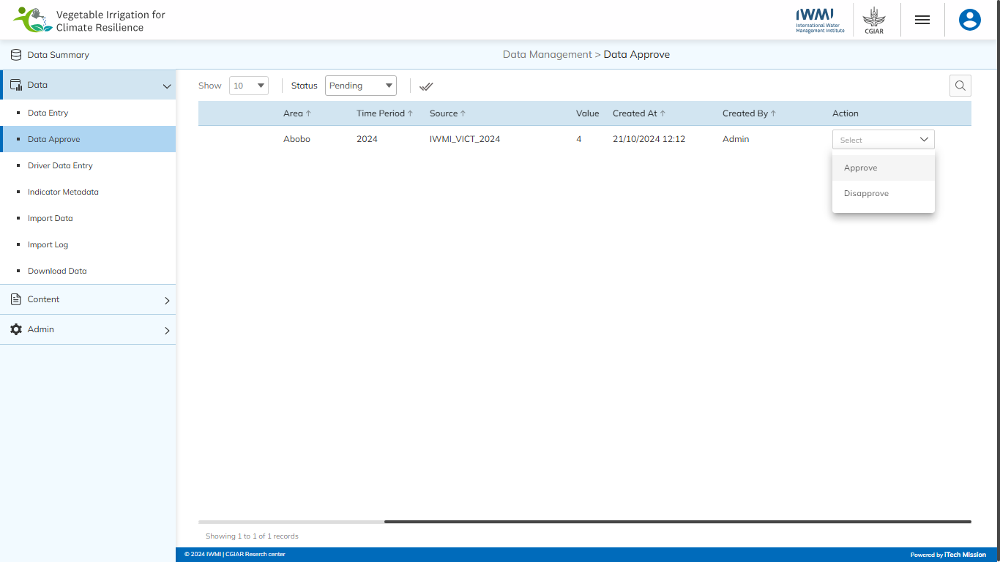 Vegetable Irrigation for
Climate Resilience
IWMI
International Water
Management Institute
CGIAR
Data Summary
Data Management > Data Approve
Data
Show 10 Status Pending
Area ↑ Time Period ↑ Source ↑ Value Created At ↑ Created By ↑ Action
Data Entry
Data Approve
Abobo 2024 IWMI_VICT_2024 4 21/10/2024 12:12 Admin Select
Approve
Disapprove
Driver Data Entry
Indicator Metadata
Import Data
Import Log
Download Data
Content
Admin
Showing 1 to 1 of 1 records
© 2024 IWMI | CGIAR Reserch center
Powered by iTech Mission